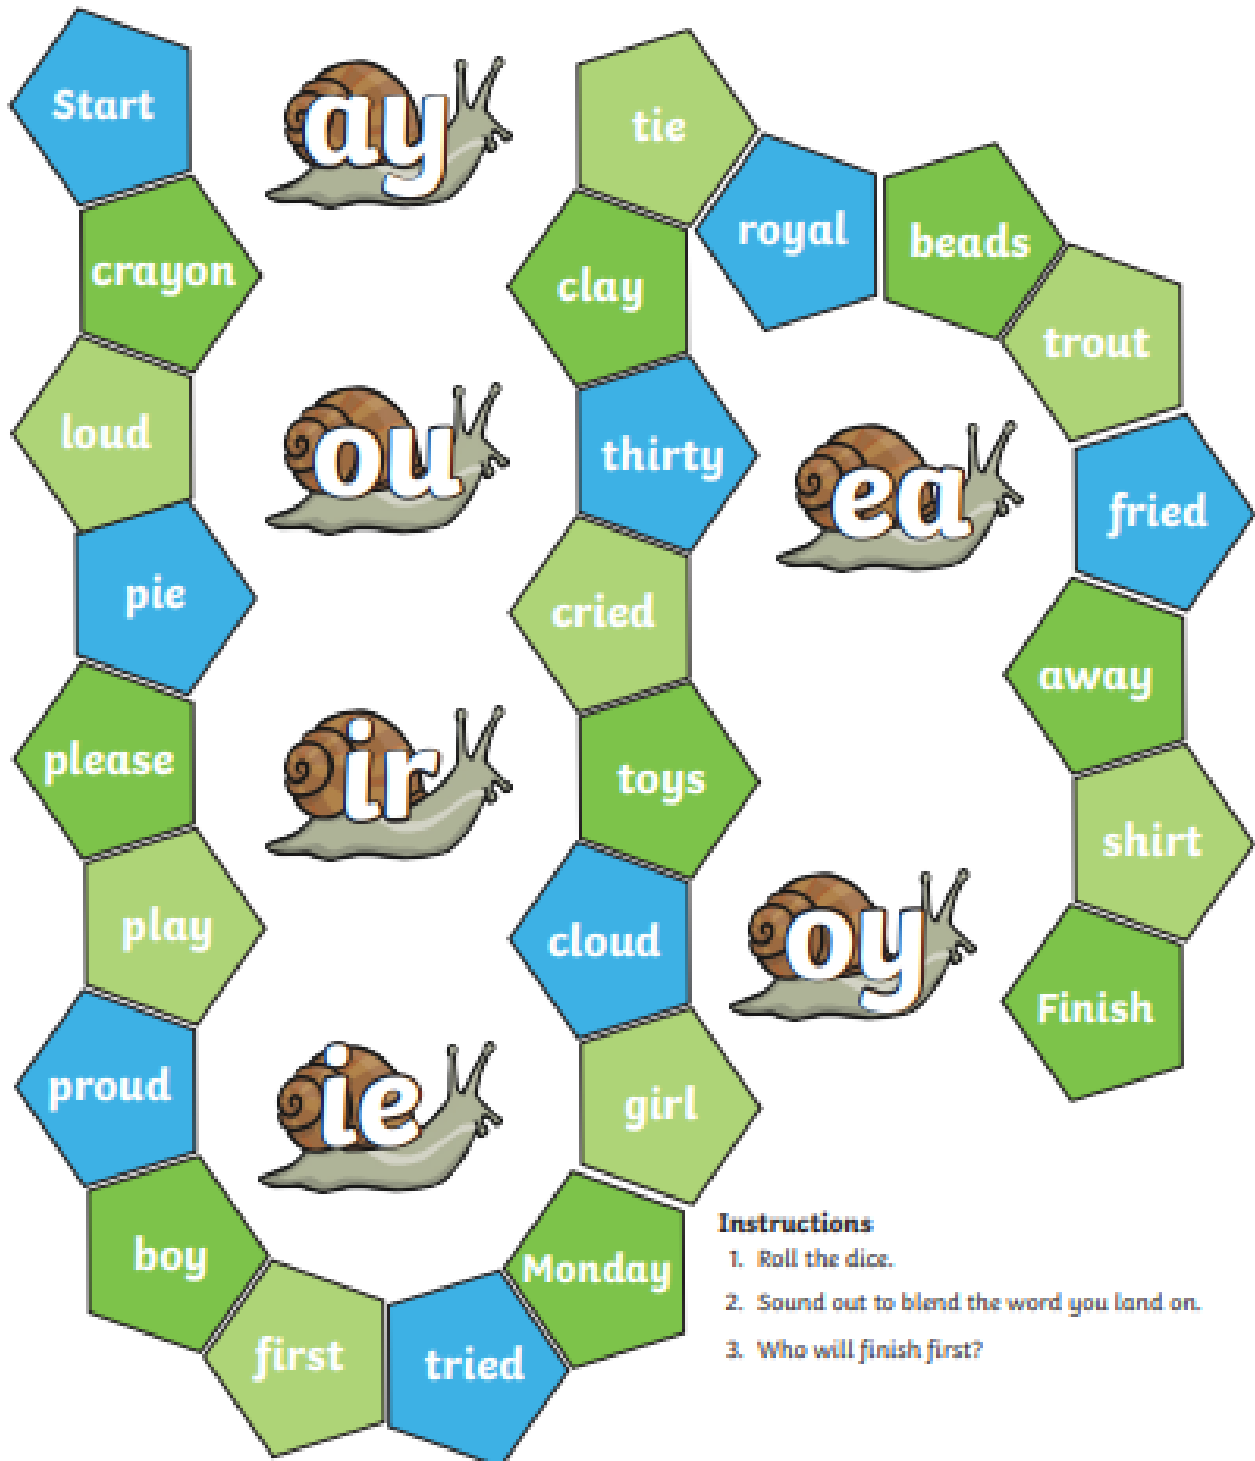 Start
crayon
loud
pie
please
play
proud
boy
first
tried
Monday
girl
cloud
toys
cried
thirty
clay
tie
royal
beads
trout
fried
away
shirt
Finish
ay
ou
ir
ie
ea
oy
Instructions
1. Roll the dice.
2. Sound out to blend the word you land on.
3. Who will finish first?